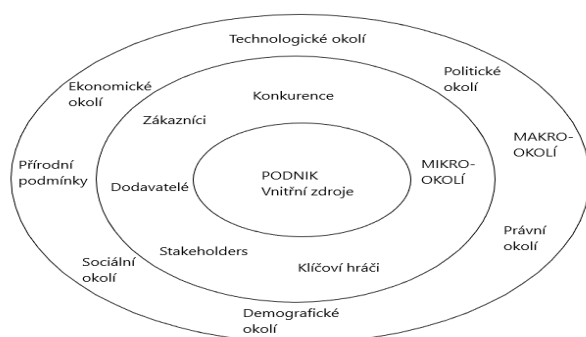 Technologické okolí
Ekonomické
okolí
Politické
okolí
Konkurence
Zákazníci
MAKRO-
OKOLÍ
Přírodní
podmínky
Dodavatelé
PODNIK
Vnitřní zdroje
MIKRO-
OKOLÍ
Právní
okolí
Stakeholders
Sociální
okolí
Klíčoví hráči
Demografické
okolí